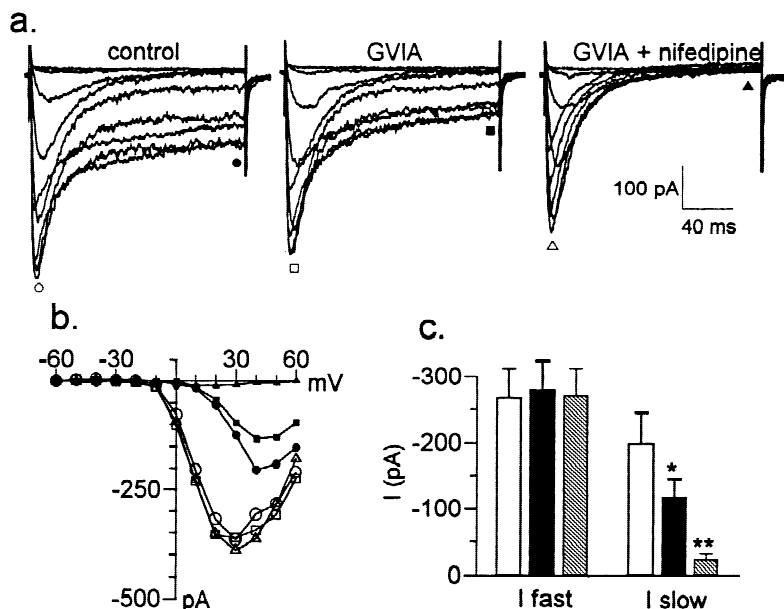 a.
control
GVIA
GVIA + nifedipine
100 pA
40 ms
b.
-60 -30 30 60
mV
-250
-500
pA
c.
-300
-200
-100
0
I (pA)
*
**
I fast I slow